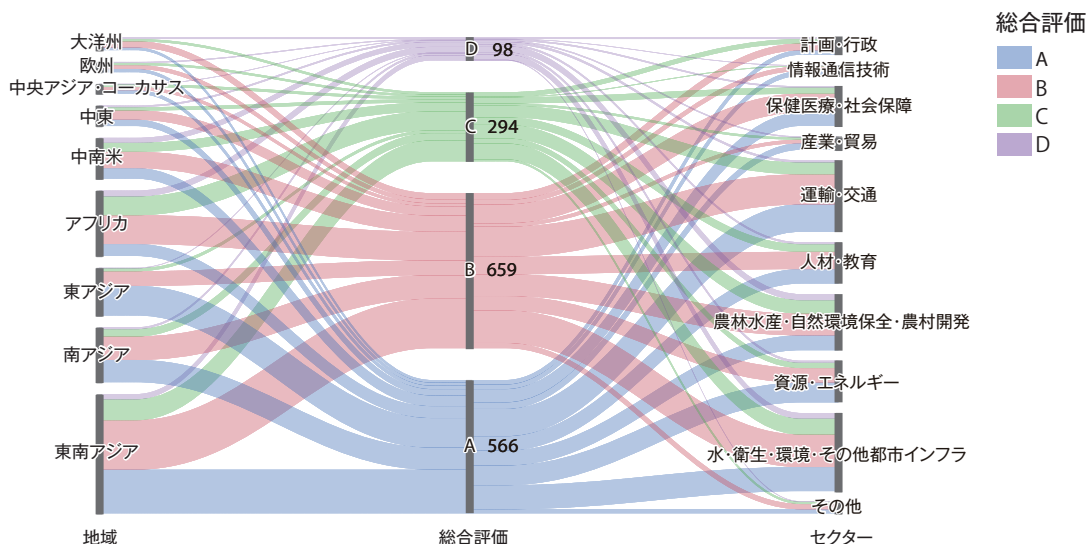 総合評価
A
B
C
D
大洋州
欧州
中央アジア・コーカサス
中東
中南米
アフリカ
東アジア
南アジア
東南アジア
地域
D 98
C 294
B 659
A 566
総合評価
計画・行政
情報通信技術
保健医療・社会保障
産業・貿易
運輸・交通
人材・教育
農林水産・自然環境保全・農村開発
資源・エネルギー
水・衛生・環境・その他都市インフラ
その他
セクター